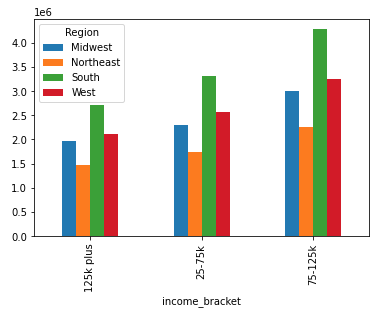 1e6
Region
Midwest
Northeast
South
West
4.0
3.5
3.0
2.5
2.0
1.5
1.0
0.5
0.0
125k plus
25-75k
75-125k
income_bracket